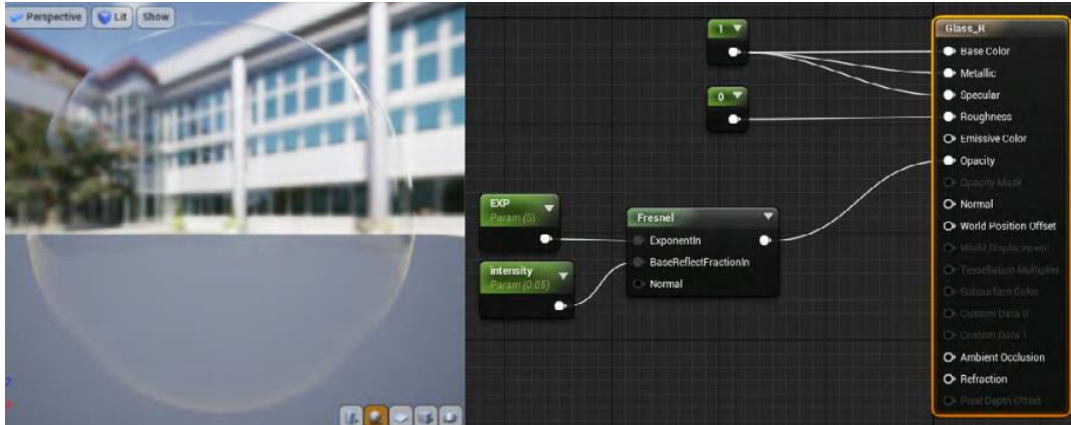 Perspective
Lit
Show
1
0
EXP
Param (5)
intensity
Param (0.05)
Fresnel
ExponentIn
BaseReflectFractionIn
Normal
Glass_R
Base Color
Metallic
Specular
Roughness
Emissive Color
Opacity
Opacity Mask
Normal
World Position Offset
World Displacement
Tessellation Multiplier
Subsurface Color
Custom Data 0
Custom Data 1
Ambient Occlusion
Refraction
Pixel Depth Offset